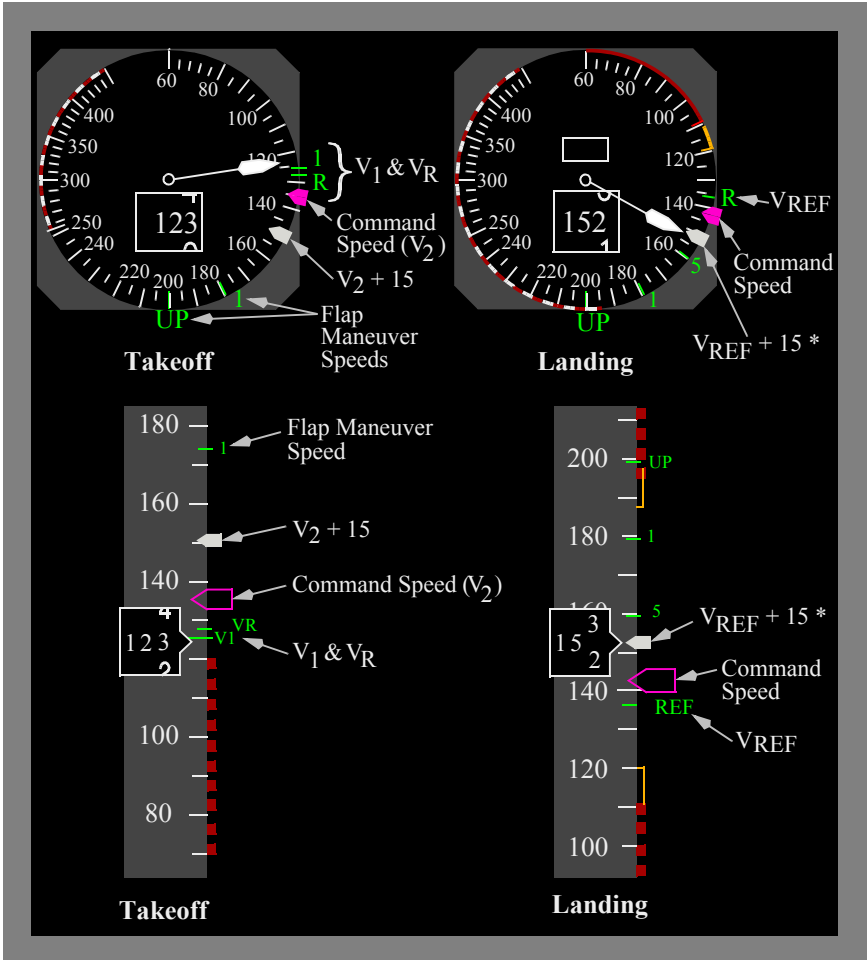 60
80
100
120
140
160
180
200
220
240
250
300
350
400
1
R
V1 & VR
123
Command
Speed (V2)
V2 + 15
1
UP
Flap
Maneuver
Speeds
Takeoff
60
80
100
120
140
160
180
200
220
240
250
300
350
400
R
VREF
152
Command
Speed
5
1
UP
VREF + 15 *
Landing
180
1
Flap Maneuver
Speed
160
V2 + 15
140
Command Speed (V2)
4
123
2
VR
V1
V1 & VR
100
80
Takeoff
200
UP
180
1
160
5
VREF + 15 *
3
15
2
Command
Speed
140
REF
VREF
120
100
Landing